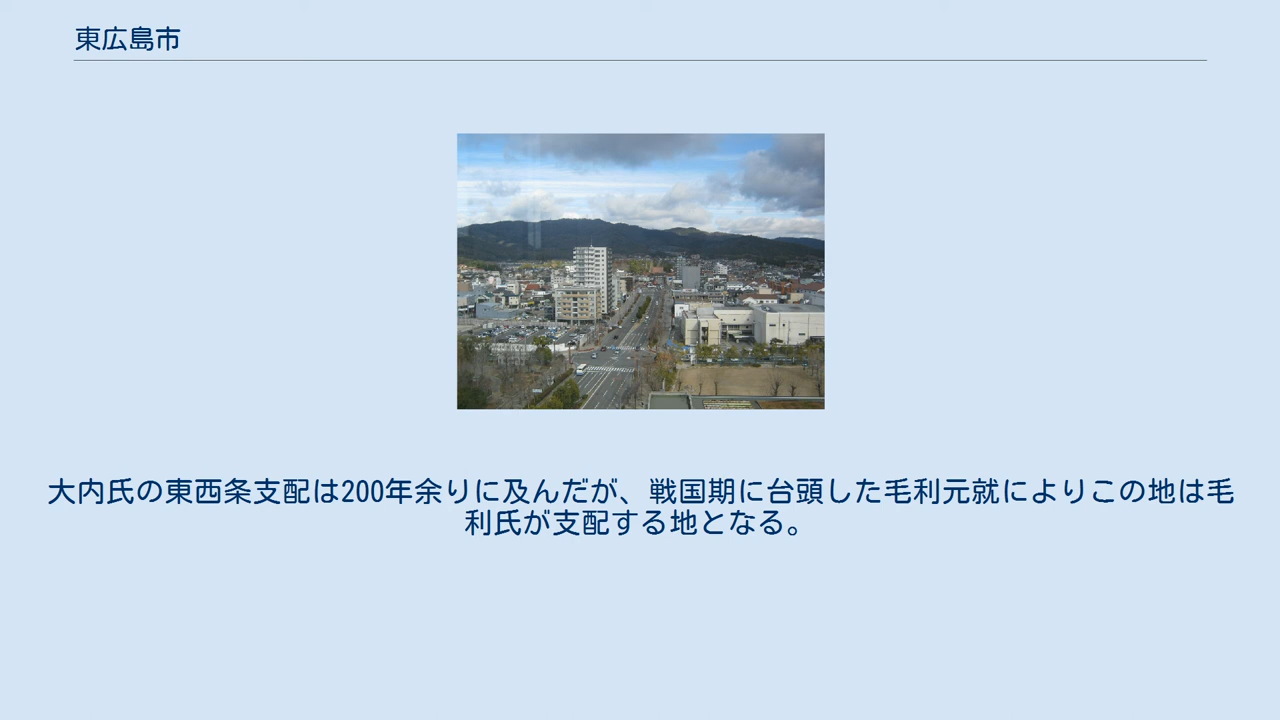 東広島市
大内氏の東西条支配は200年余りに及んだが、戦国期に台頭した毛利元就によりこの地は毛
利氏が支配する地となる。